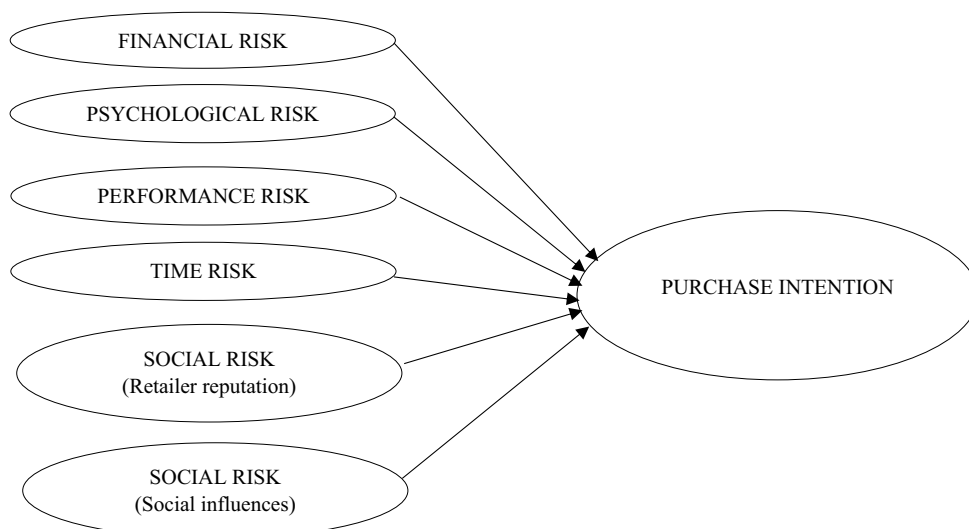 FINANCIAL RISK
PSYCHOLOGICAL RISK
PERFORMANCE RISK
TIME RISK
PURCHASE INTENTION
SOCIAL RISK
(Retailer reputation)
SOCIAL RISK
(Social influences)